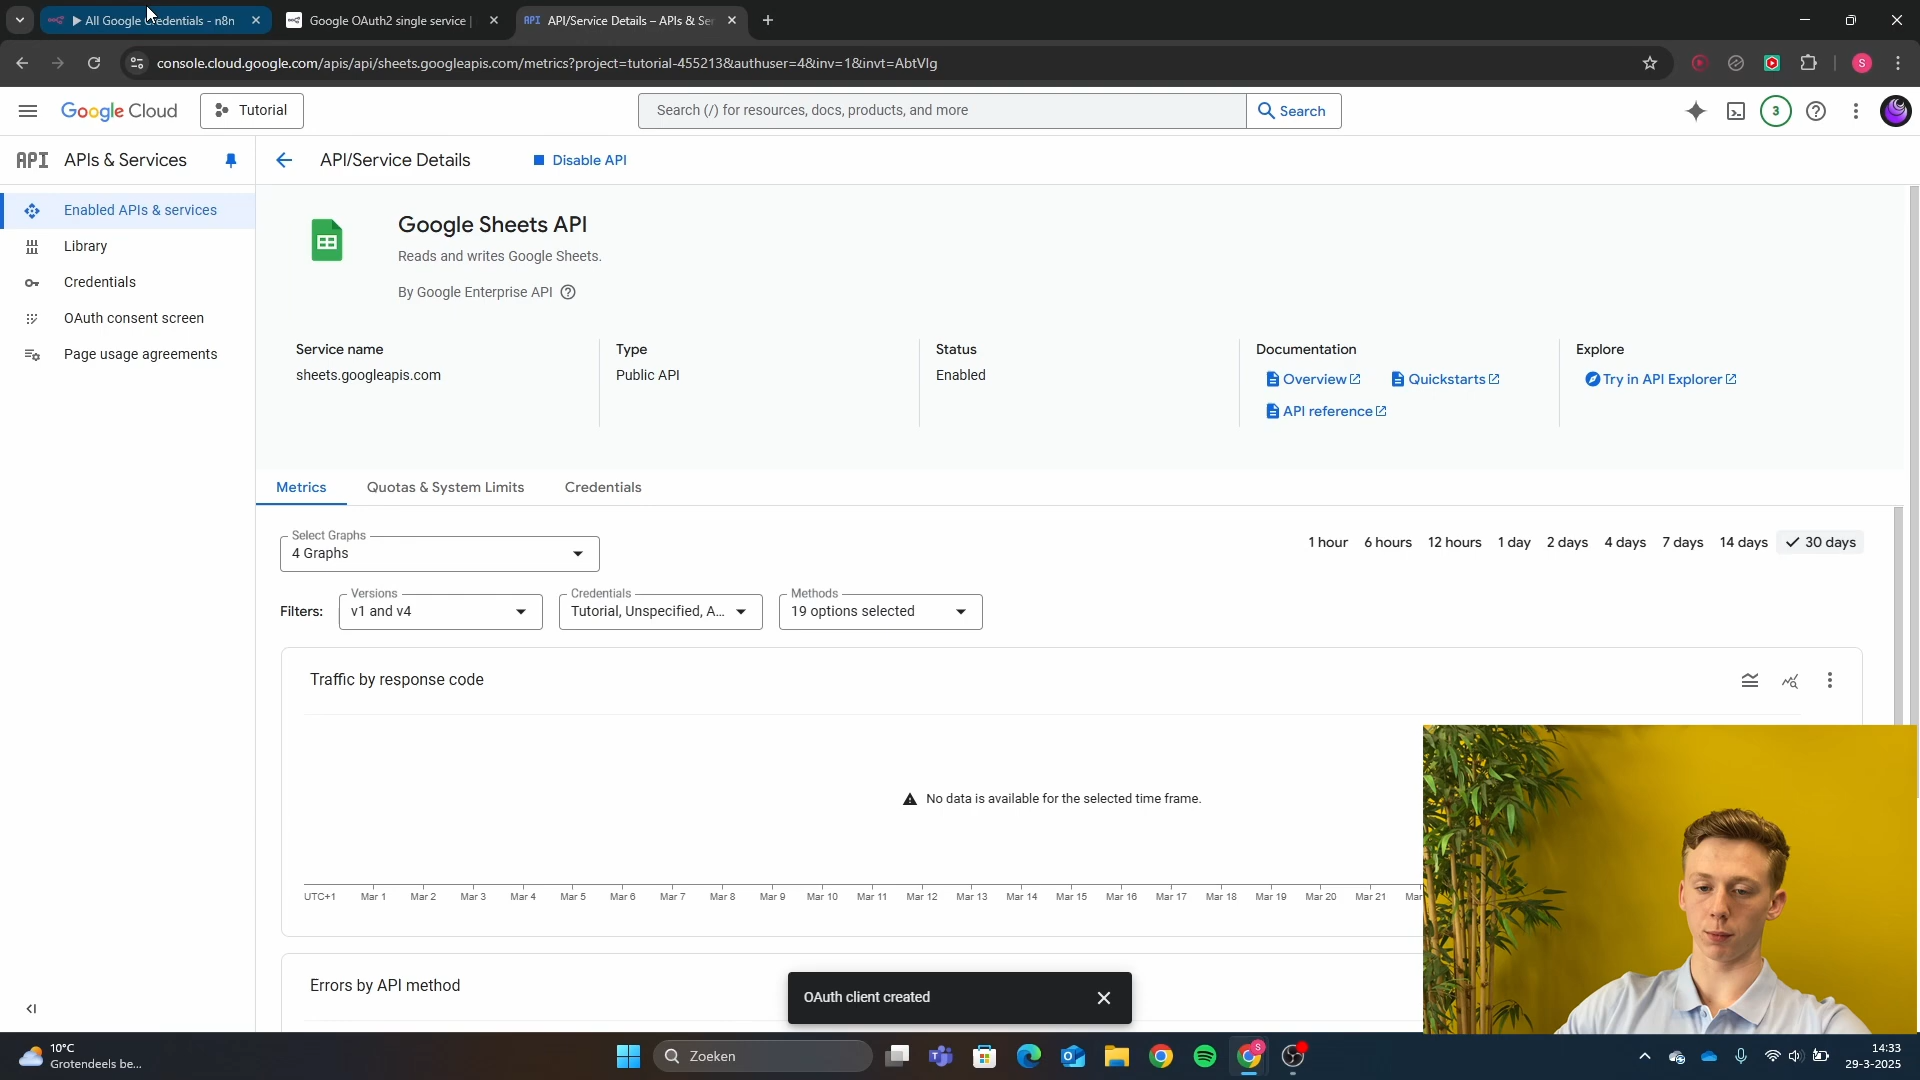 ▶ All Google Credentials - n8n
Google OAuth2 single service |
API API/Service Details – APIs & Ser
console.cloud.google.com/apis/api/sheets.googleapis.com/metrics?project=tutorial-455213&authuser=4&inv=1&invt=AbtVlg
S
Google Cloud
Tutorial
Search (/) for resources, docs, products, and more
Search
3
API APIs & Services
API/Service Details
Disable API
Enabled APIs & services
Library
Credentials
OAuth consent screen
Page usage agreements
Google Sheets API
Reads and writes Google Sheets.
By Google Enterprise API
Service name
sheets.googleapis.com
Type
Public API
Status
Enabled
Documentation
Overview
Quickstarts
API reference
Explore
Try in API Explorer
Metrics
Quotas & System Limits
Credentials
Select Graphs
4 Graphs
1 hour 6 hours 12 hours 1 day 2 days 4 days 7 days 14 days 30 days
Filters:
Versions
v1 and v4
Credentials
Tutorial, Unspecified, A...
Methods
19 options selected
Traffic by response code
No data is available for the selected time frame.
UTC+1 Mar 1 Mar 2 Mar 3 Mar 4 Mar 5 Mar 6 Mar 7 Mar 8 Mar 9 Mar 10 Mar 11 Mar 12 Mar 13 Mar 14 Mar 15 Mar 16 Mar 17 Mar 18 Mar 19 Mar 20 Mar 21 Mar
Errors by API method
OAuth client created
10°C
Grotendeels be...
Zoeken
14:33
29-3-2025